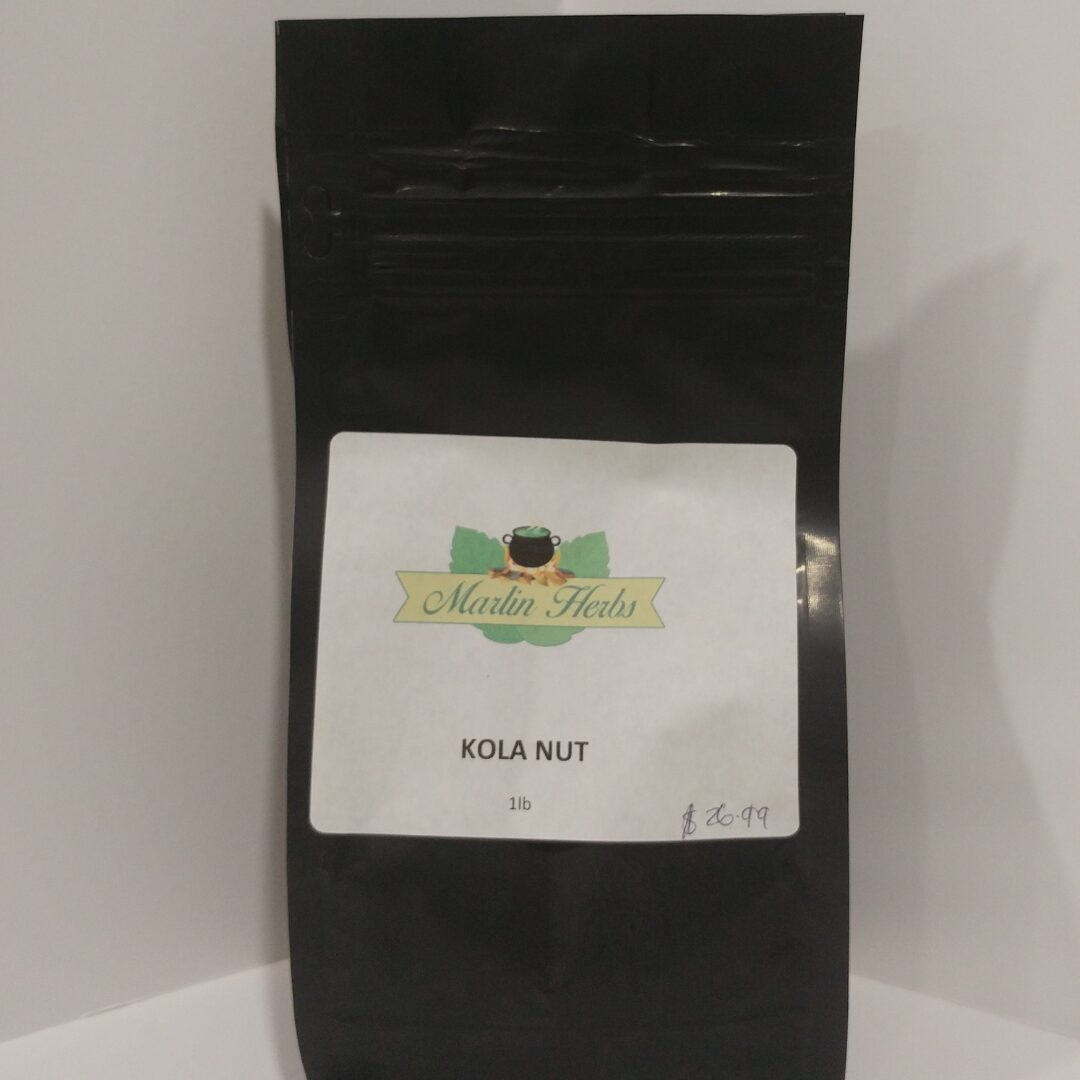 Marlin Herbs
KOLA NUT
1lb
$ 26.99